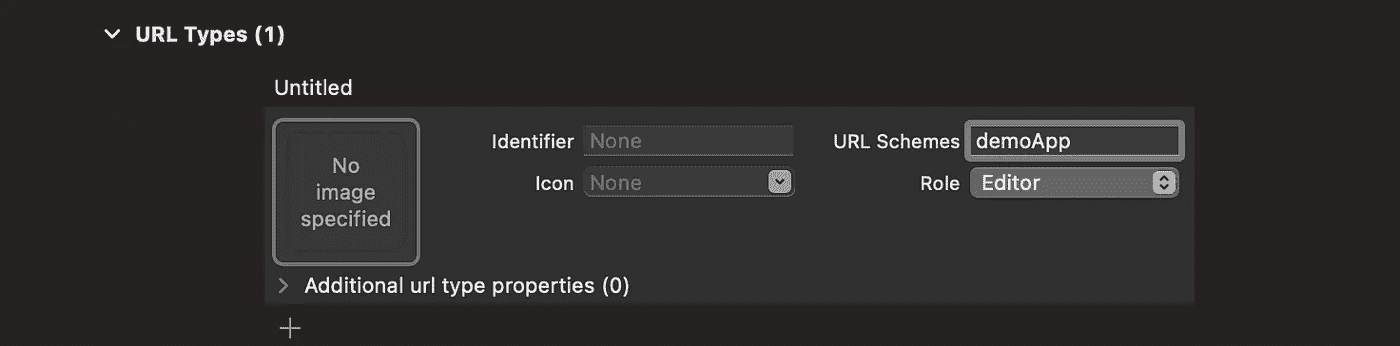 URL Types (1)
Untitled
No
image
specified
Identifier None
URL Schemes demoApp
Icon None
Role Editor
Additional url type properties (0)